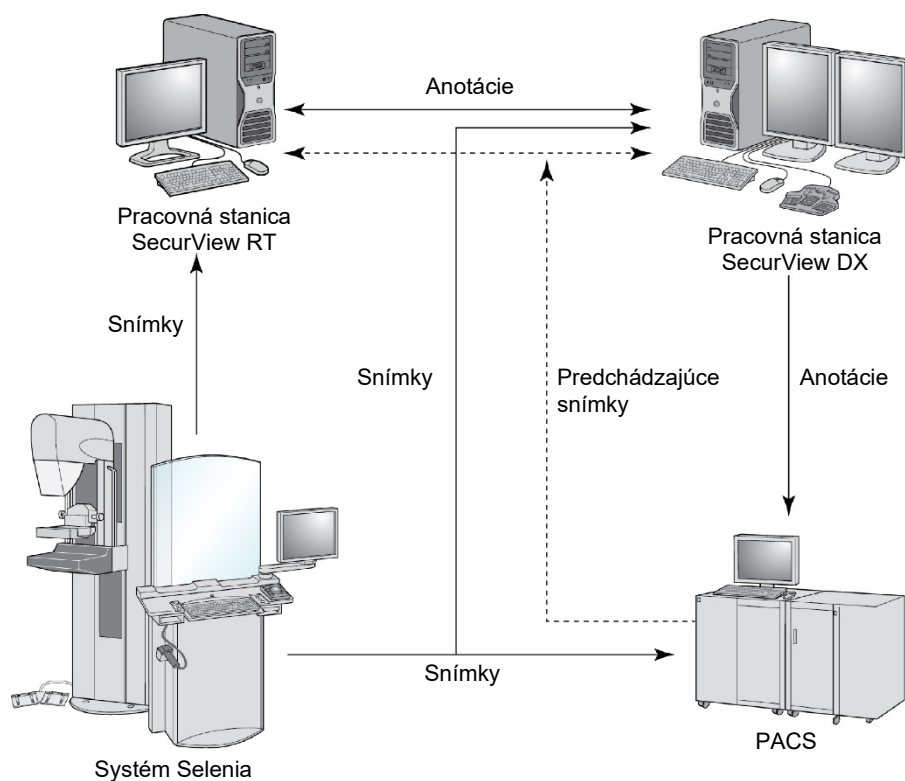 Anotácie
Pracovná stanica
SecurView RT
Pracovná stanica
SecurView DX
Snímky
Snímky
Predchádzajúce
snímky
Anotácie
Snímky
PACS
Systém Selenia